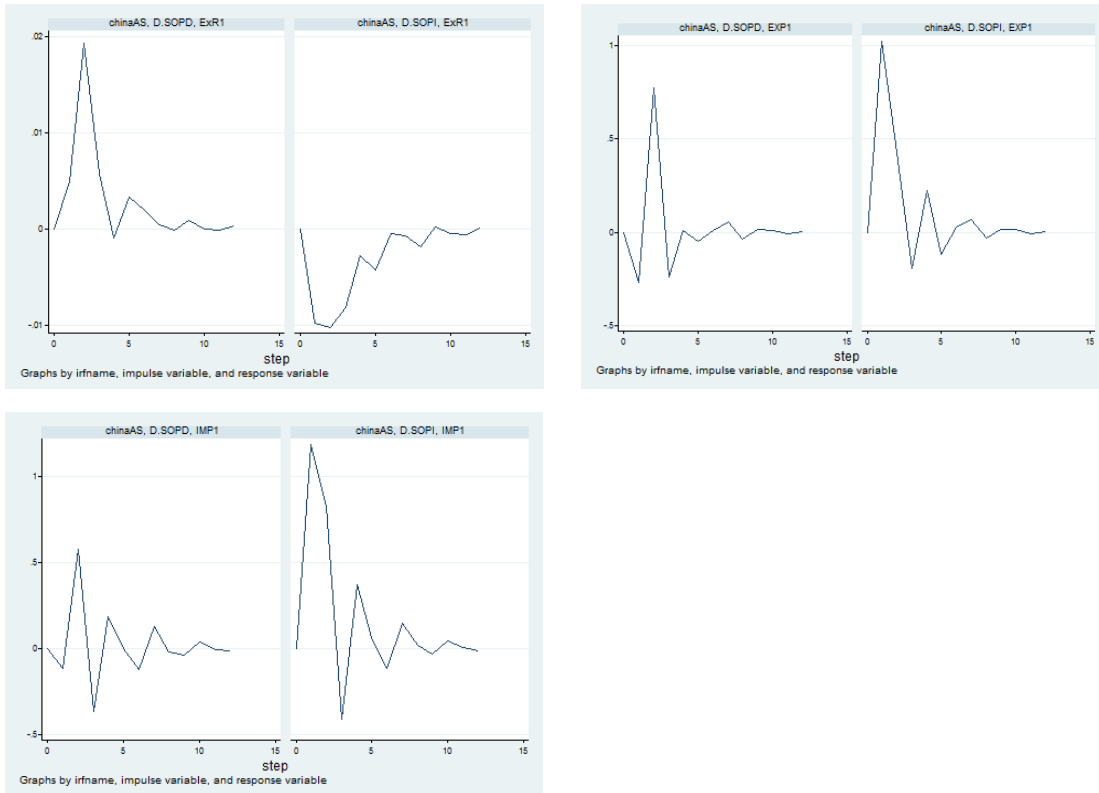 chinaAS, D.SOPD, ExR1 chinaAS, D.SOPI, ExR1
.02
.01
0
-.01
0 5 10 15 0 5 10 15
step
Graphs by irfname, impulse variable, and response variable
chinaAS, D.SOPD, EXP1 chinaAS, D.SOPI, EXP1
1
.5
0
-.5
0 5 10 15 0 5 10 15
step
Graphs by irfname, impulse variable, and response variable
chinaAS, D.SOPD, IMP1 chinaAS, D.SOPI, IMP1
1
.5
0
-.5
0 5 10 15 0 5 10 15
step
Graphs by irfname, impulse variable, and response variable